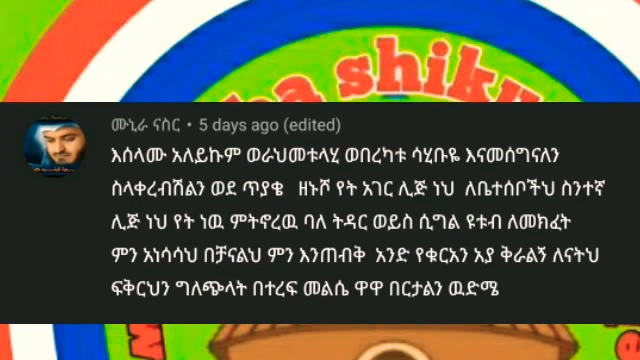 ba shiku
ሙኒራ ናስር • 5 days ago (edited)
እሰላሙ አለይኩም ወራህመቱላሂ ወበረካቱ ሳሂቡዬ እናመሰግናለን
ስላቀረብሽልን ወደ ጥያቄ ዘኑሾ የት አገር ሊጅ ነህ ለቤተሰቦችህ ስንተኛ
ሊጅ ነህ የት ነዉ ምትኖረዉ ባለ ትዳር ወይስ ሲግል ዩቱብ ለመክፈት
ምን አነሳሳህ በቻናልህ ምን እንጠብቅ አንድ የቁርአን አያ ቅራልኝ ለናትህ
ፍቅርህን ግለጭላት በተረፍ መልሴ ዋዋ በርታልን ዉድሜ